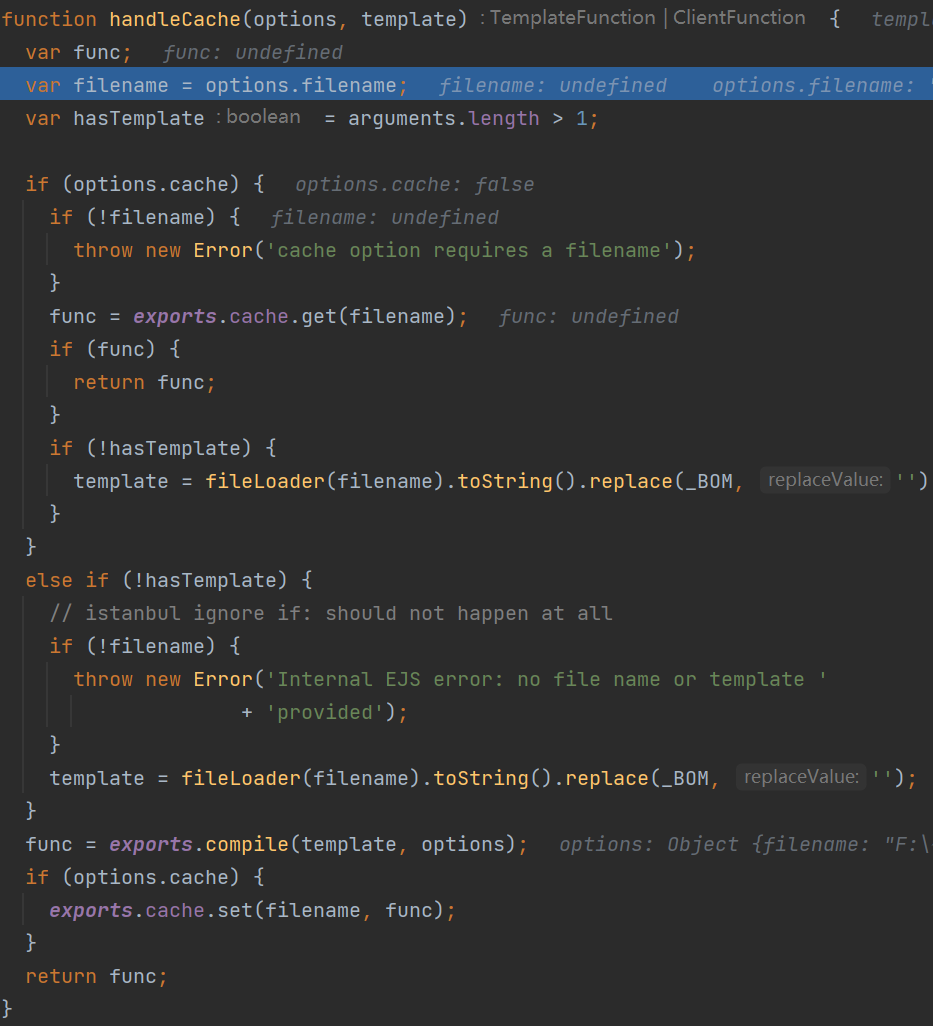 function handleCache(options, template) : TemplateFunction | ClientFunction {
var func; func: undefined
var filename = options.filename; filename: undefined options.filename: "
var hasTemplate : boolean = arguments.length > 1;
if (options.cache) { options.cache: false
if (!filename) { filename: undefined
throw new Error('cache option requires a filename');
}
func = exports.cache.get(filename); func: undefined
if (func) {
return func;
}
if (!hasTemplate) {
template = fileLoader(filename).toString().replace(_BOM, replaceValue: '')
}
}
else if (!hasTemplate) {
// istanbul ignore if: should not happen at all
if (!filename) {
throw new Error('Internal EJS error: no file name or template '
+ 'provided');
}
template = fileLoader(filename).toString().replace(_BOM, replaceValue: '');
}
func = exports.compile(template, options); options: Object {filename: "F:\
if (options.cache) {
exports.cache.set(filename, func);
}
return func;
}